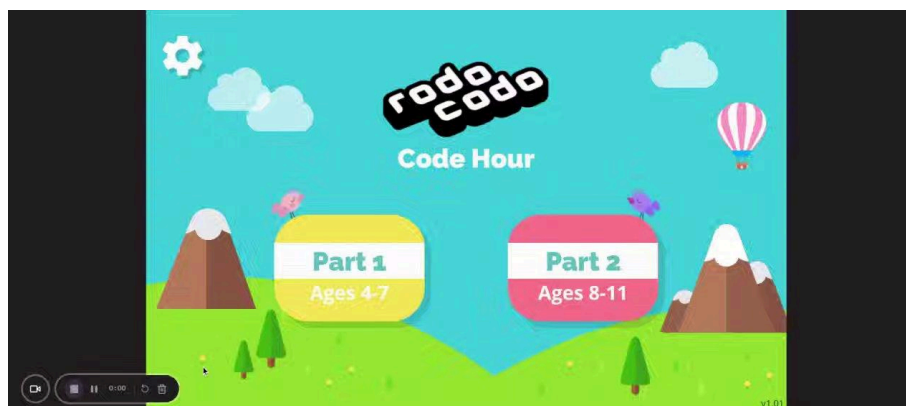 rodo
codo
Code Hour
Part 1
Ages 4-7
Part 2
Ages 8-11
0:00
v1.01